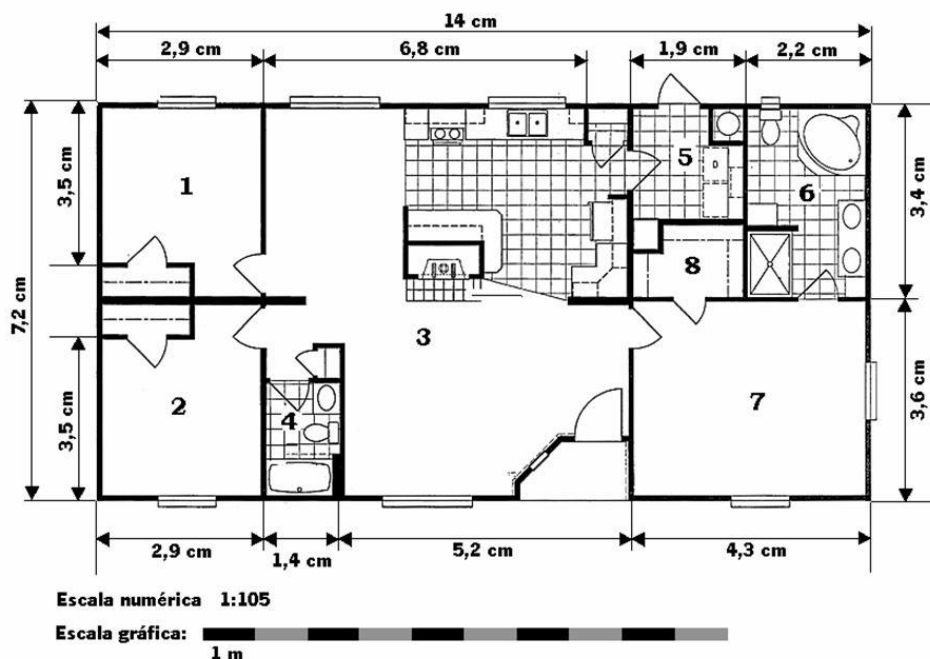 14 cm
2,9 cm 6,8 cm 1,9 cm 2,2 cm
7,2 cm
3,5 cm
3,5 cm
1
2
3
4
5
6
7
8
3,4 cm
3,6 cm
2,9 cm 1,4 cm 5,2 cm 4,3 cm
Escala numérica 1:105
Escala gráfica:
1 m